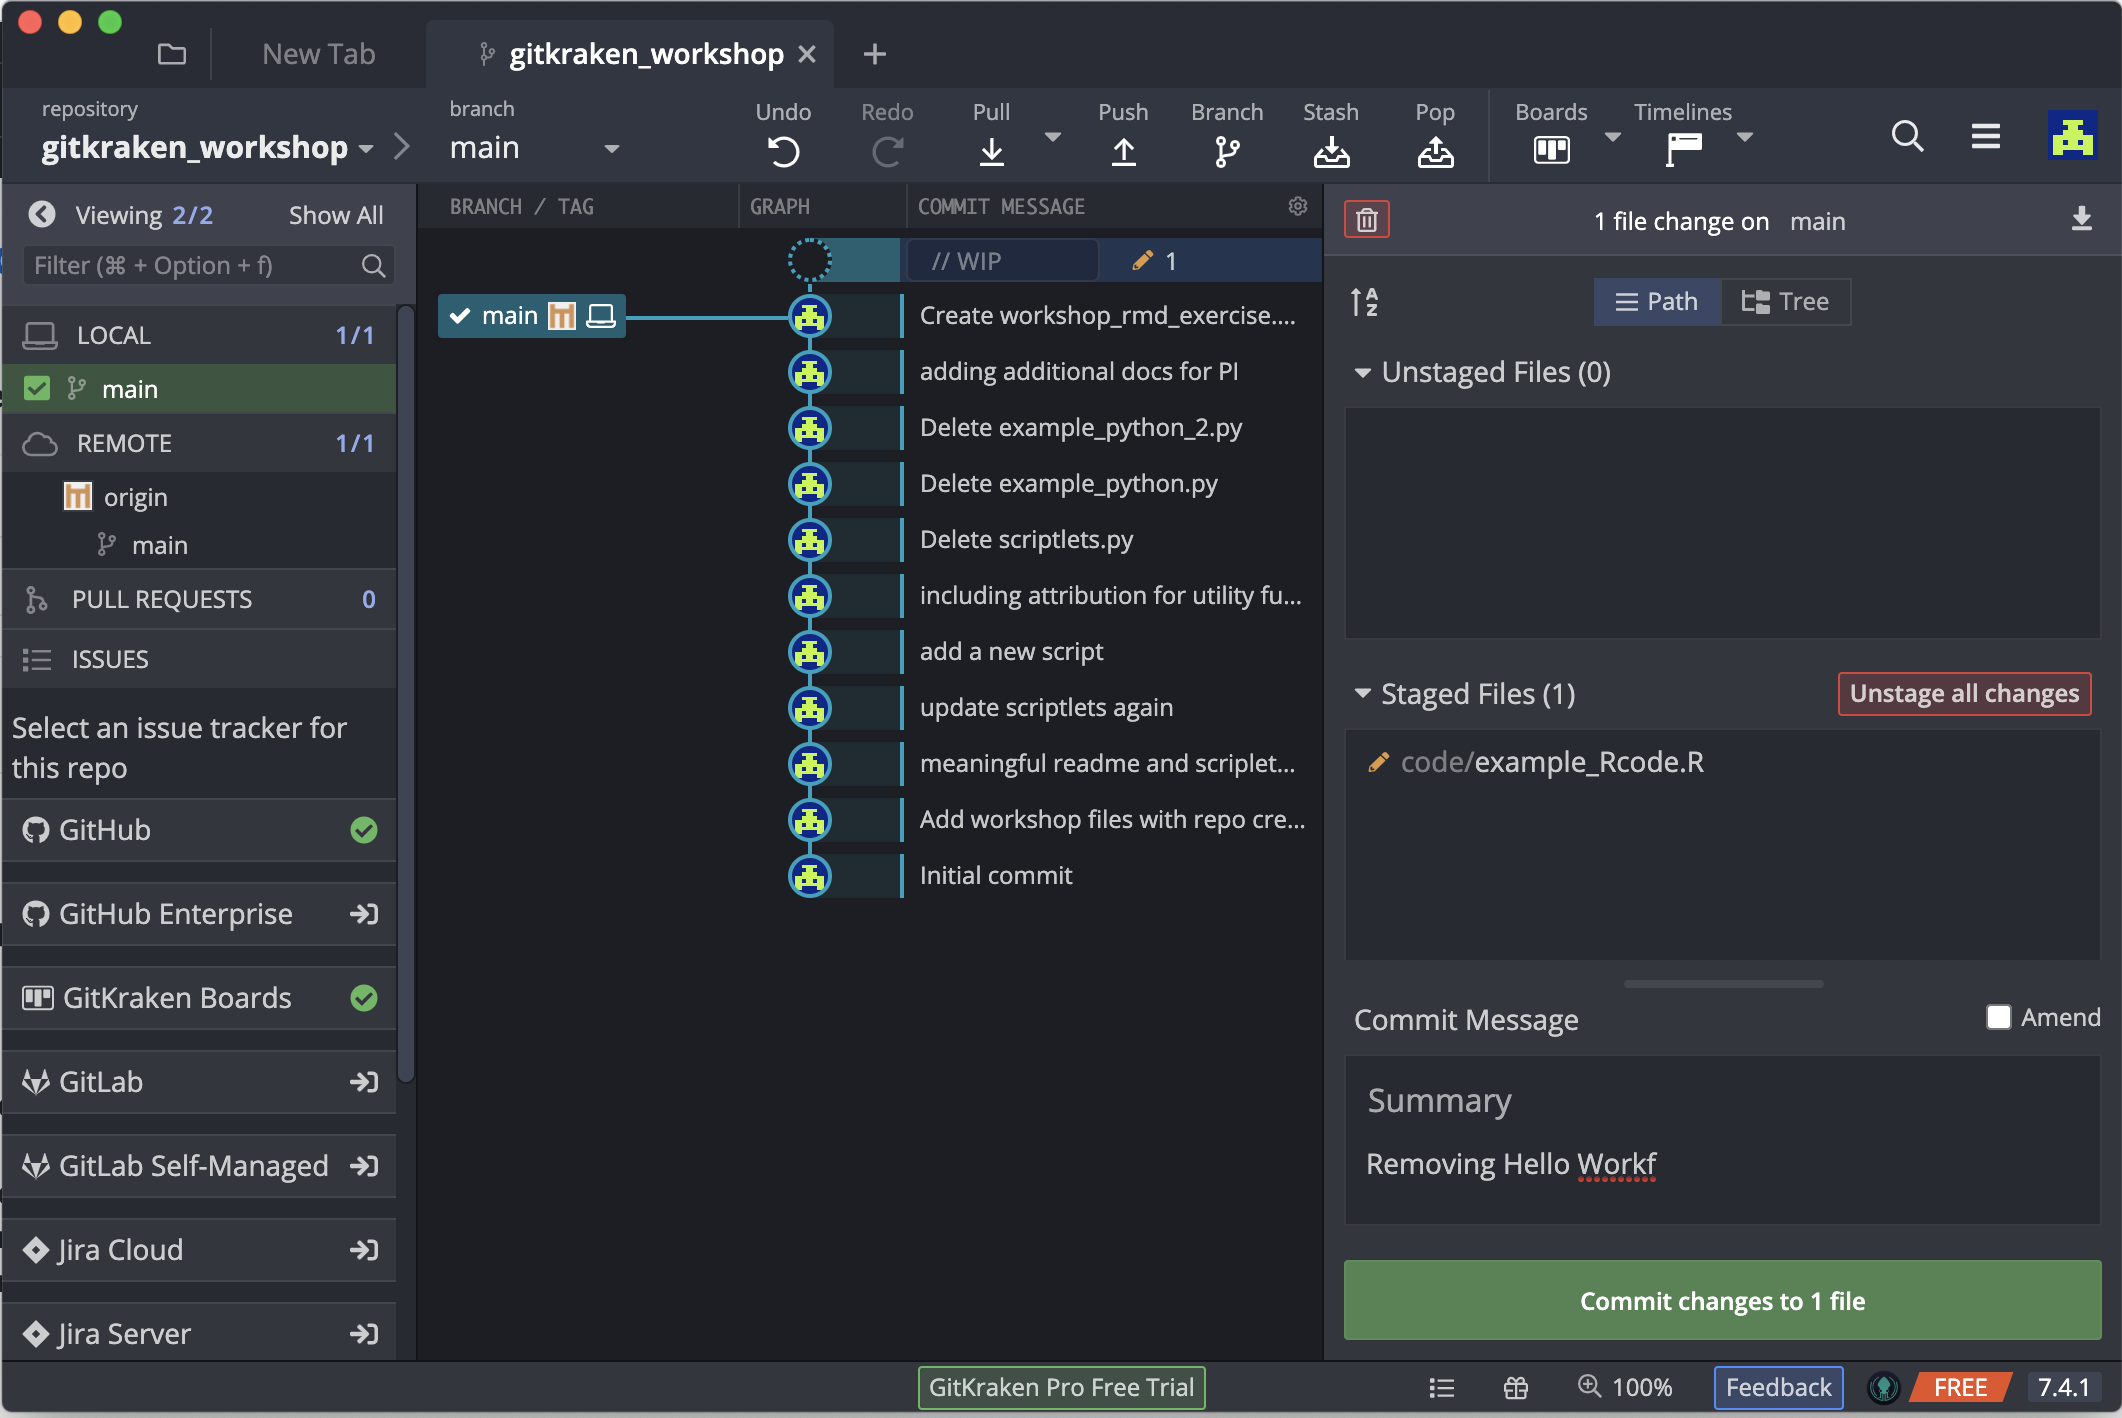 New Tab
gitkraken_workshop
repository
gitkraken_workshop
branch
main
Undo
Redo
Pull
Push
Branch
Stash
Pop
Boards
Timelines
Viewing 2/2
Show All
Filter (⌘ + Option + f)
LOCAL 1/1
main
REMOTE 1/1
origin
main
PULL REQUESTS 0
ISSUES
Select an issue tracker for
this repo
GitHub
GitHub Enterprise
GitKraken Boards
GitLab
GitLab Self-Managed
Jira Cloud
Jira Server
BRANCH / TAG
GRAPH
COMMIT MESSAGE
// WIP
1
main
Create workshop_rmd_exercise....
adding additional docs for PI
Delete example_python_2.py
Delete example_python.py
Delete scriptlets.py
including attribution for utility fu...
add a new script
update scriptlets again
meaningful readme and scriplet...
Add workshop files with repo cre...
Initial commit
1 file change on main
A
Z
Path
Tree
Unstaged Files (0)
Staged Files (1)
Unstage all changes
code/example_Rcode.R
Commit Message
Amend
Summary
Removing Hello Workf
Commit changes to 1 file
GitKraken Pro Free Trial
100%
Feedback
FREE
7.4.1